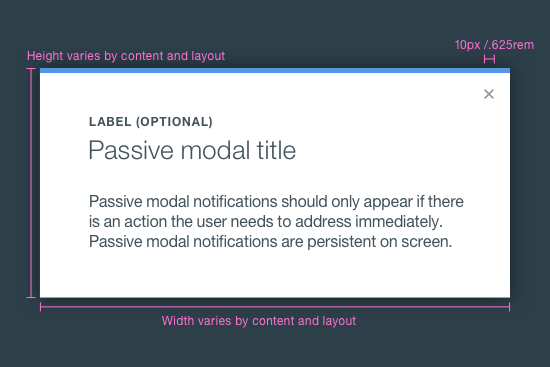 10px /.625rem
Height varies by content and layout
LABEL (OPTIONAL)
Passive modal title
Passive modal notifications should only appear if there
is an action the user needs to address immediately.
Passive modal notifications are persistent on screen.
Width varies by content and layout